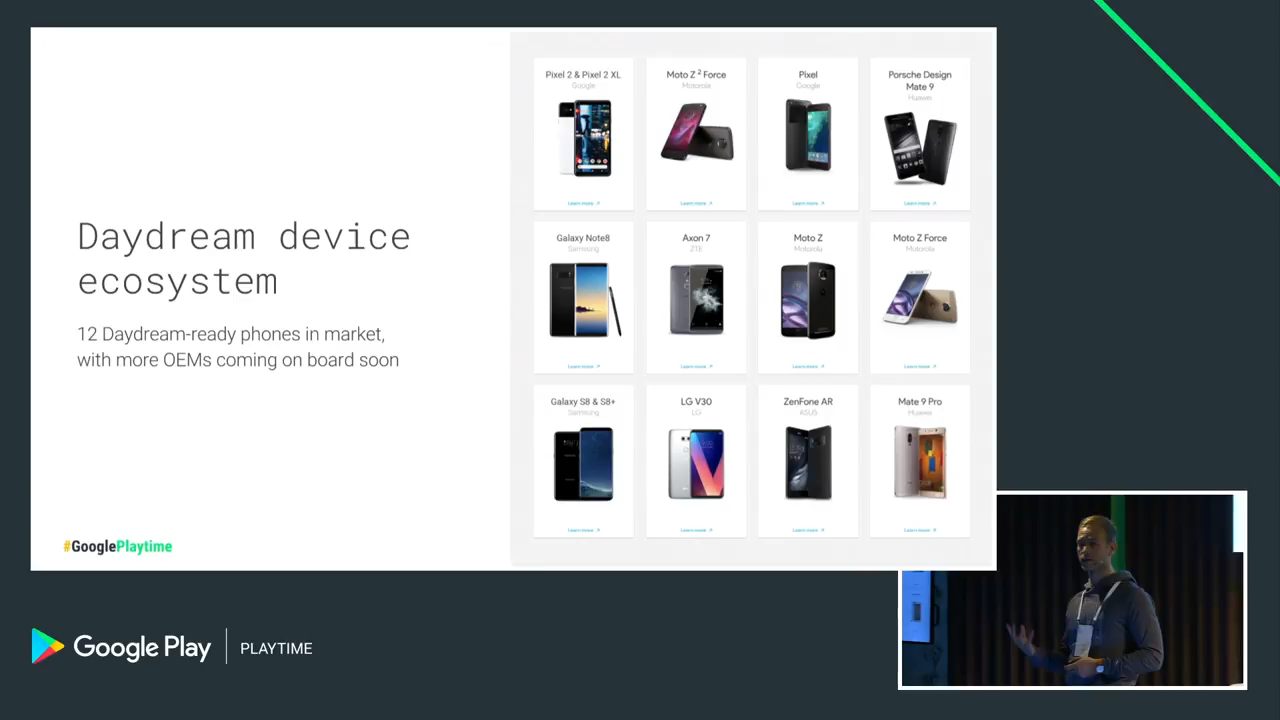 Daydream device
ecosystem
12 Daydream-ready phones in market,
with more OEMs coming on board soon
#GooglePlaytime
Pixel 2 & Pixel 2 XL
Google
Learn more
Moto Z 2 Force
Motorola
Learn more
Pixel
Google
Learn more
Porsche Design
Mate 9
Huawei
Learn more
Galaxy Note8
Samsung
Learn more
Axon 7
ZTE
Learn more
Moto Z
Motorola
Learn more
Moto Z Force
Motorola
Learn more
Galaxy S8 & S8+
Samsung
Learn more
LG V30
LG
Learn more
ZenFone AR
ASUS
Learn more
Mate 9 Pro
Huawei
Learn more
Google Play
PLAYTIME